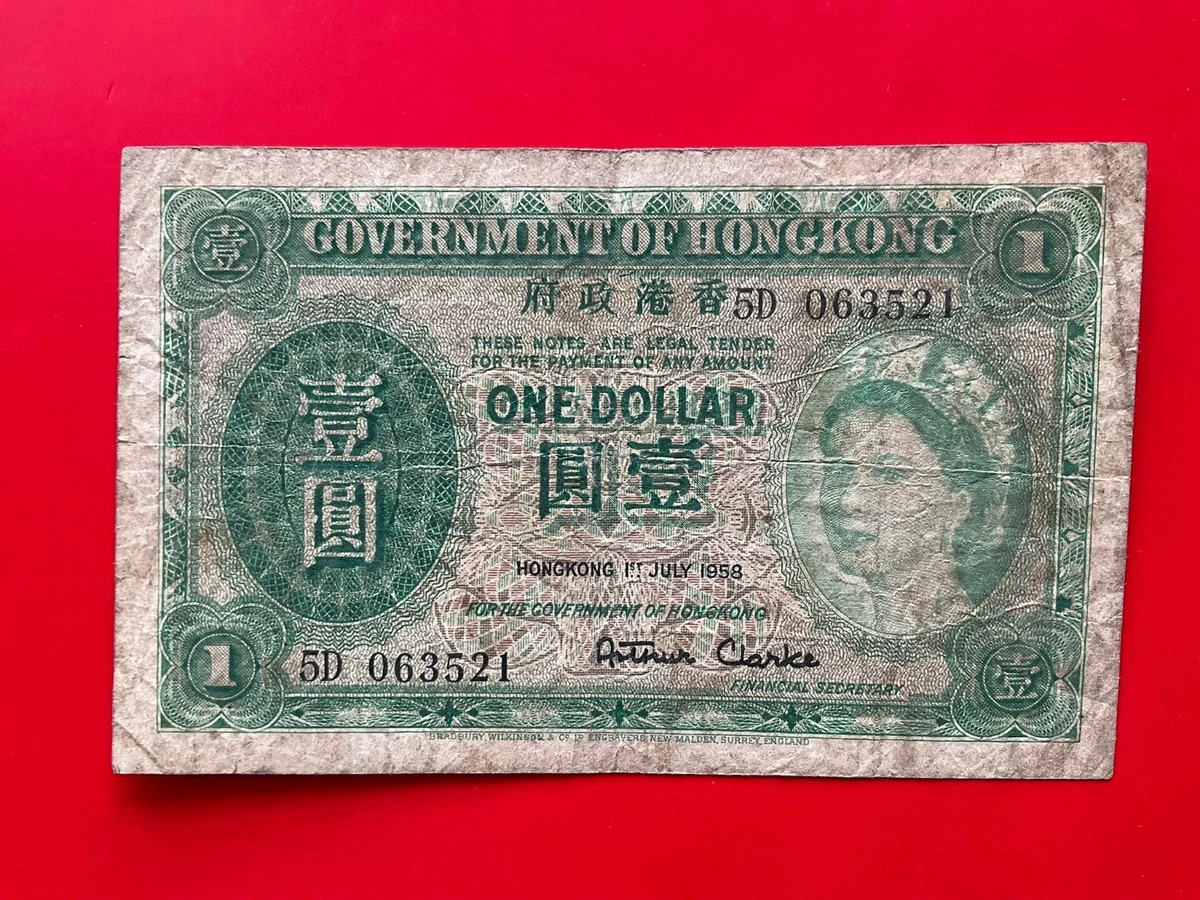 壹
GOVERNMENT OF HONGKONG
1
府政港香
5D 063521
THESE NOTES ARE LEGAL TENDER
FOR THE PAYMENT OF ANY AMOUNT
ONE DOLLAR
圓壹
壹
圓
HONGKONG 1ST JULY 1958
FOR THE GOVERNMENT OF HONGKONG
Arthur Clarke
FINANCIAL SECRETARY
1
5D 063521
壹
BRADBURY, WILKINSON & Co. LD ENGRAVERS, NEW MALDEN, SURREY, ENGLAND